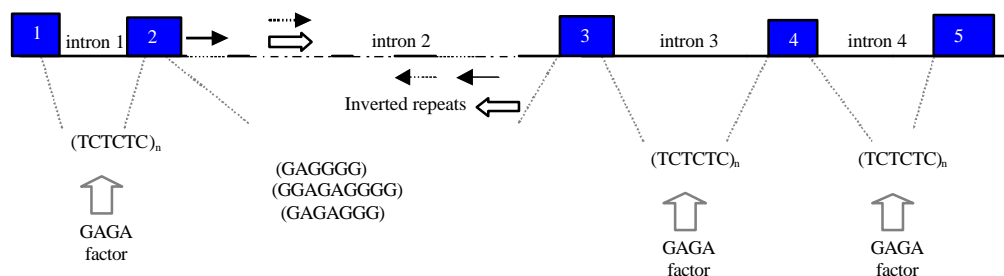 1
intron 1
2
intron 2
3
intron 3
4
intron 4
5
Inverted repeats
(TCTCTC)n
(GAGGGG)
(GGAGAGGGG)
(GAGAGGG)
(TCTCTC)n
(TCTCTC)n
GAGA
factor
GAGA
factor
GAGA
factor